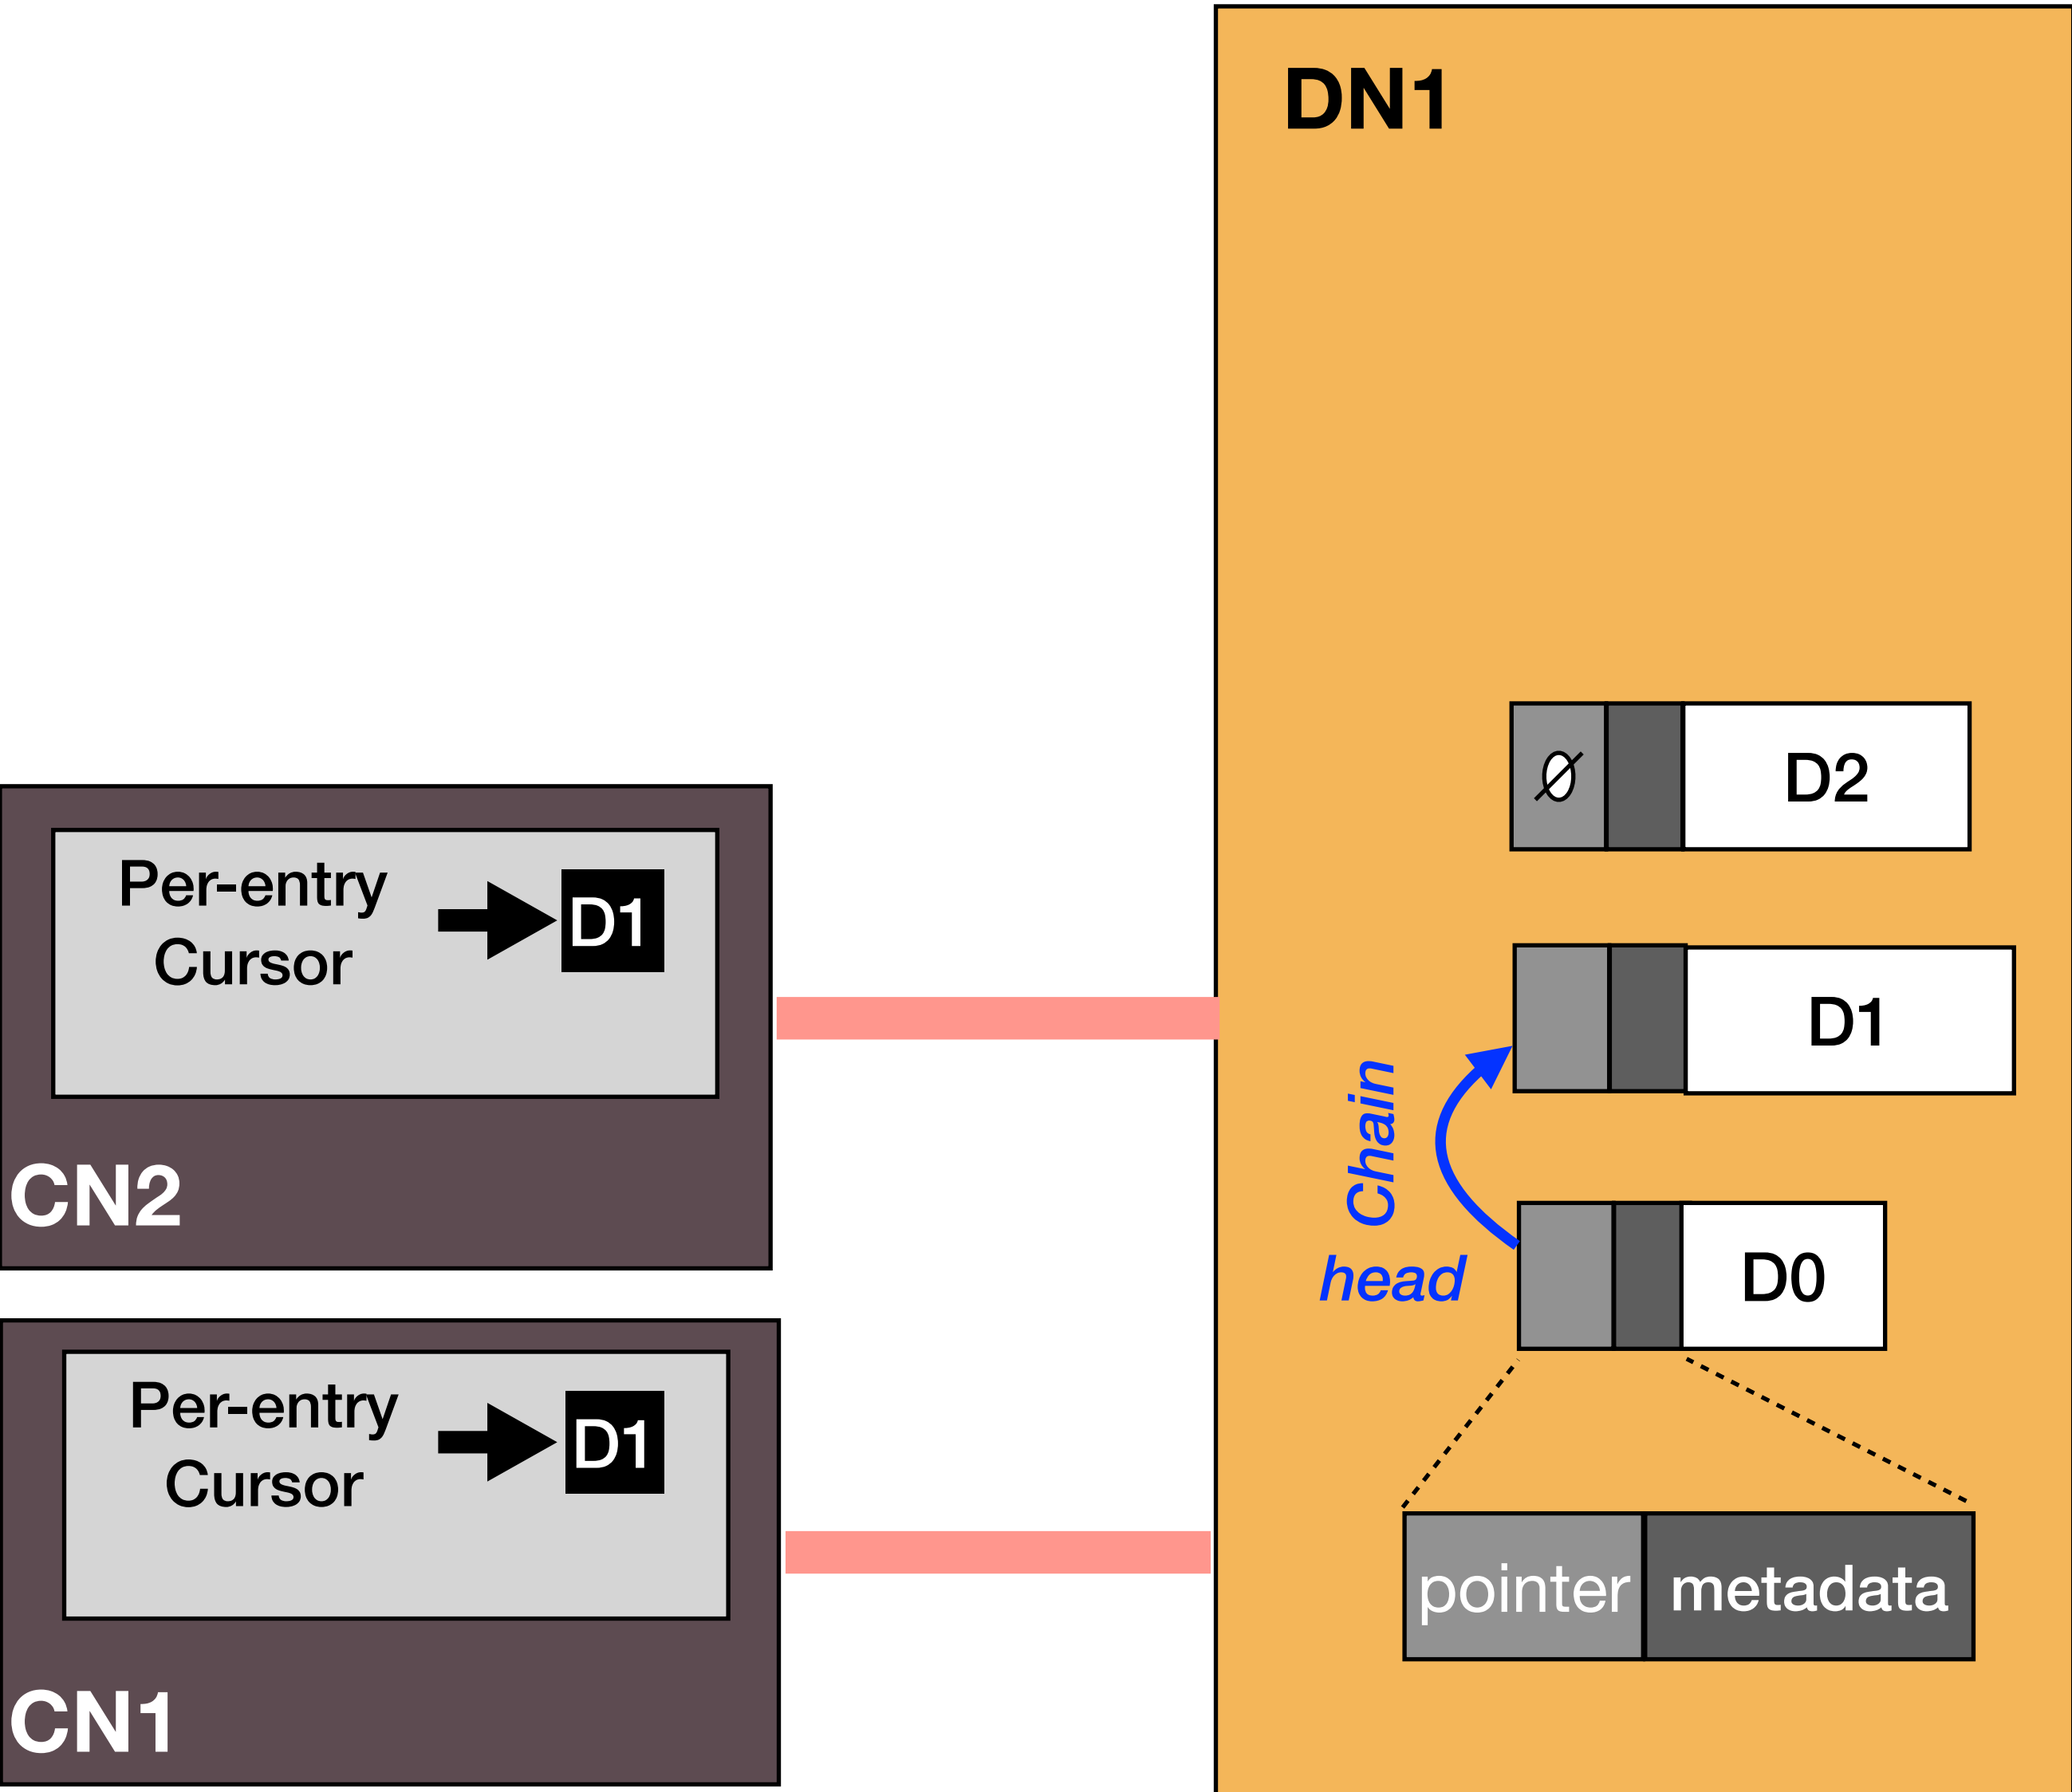 DN1
∅
D2
Per-entry
Cursor
D1
CN2
D1
Chain
head
D0
Per-entry
Cursor
D1
CN1
pointer
metadata